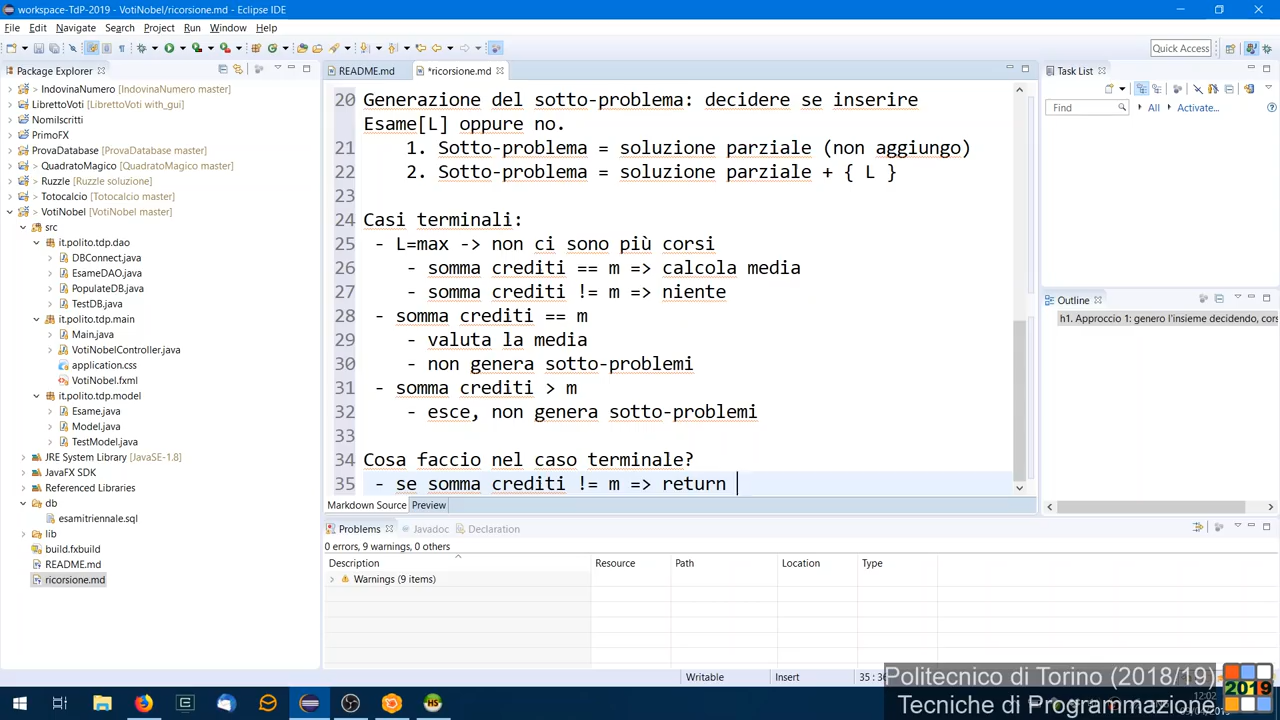 workspace-TdP-2019 - VotiNobel/ricorsione.md - Eclipse IDE
File Edit Navigate Search Project Run Window Help
Quick Access
Package Explorer
IndovinaNumero [IndovinaNumero master]
LibrettoVoti [LibrettoVoti with_gui]
NomiIscritti
PrimoFX
ProvaDatabase [ProvaDatabase master]
> QuadratoMagico [QuadratoMagico master]
> Ruzzle [Ruzzle soluzione]
> Totocalcio [Totocalcio master]
> VotiNobel [VotiNobel master]
src
it.polito.tdp.dao
DBConnect.java
EsameDAO.java
PopulateDB.java
TestDB.java
it.polito.tdp.main
Main.java
VotiNobelController.java
application.css
VotiNobel.fxml
it.polito.tdp.model
Esame.java
Model.java
TestModel.java
JRE System Library [JavaSE-1.8]
JavaFX SDK
Referenced Libraries
db
esamitriennale.sql
lib
build.fxbuild
README.md
ricorsione.md
README.md *ricorsione.md
20 Generazione del sotto-problema: decidere se inserire
Esame[L] oppure no.
21 1. Sotto-problema = soluzione parziale (non aggiungo)
22 2. Sotto-problema = soluzione parziale + { L }
23
24 Casi terminali:
25 - L=max -> non ci sono più corsi
26 - somma crediti == m => calcola media
27 - somma crediti != m => niente
28 - somma crediti == m
29 - valuta la media
30 - non genera sotto-problemi
31 - somma crediti > m
32 - esce, non genera sotto-problemi
33
34 Cosa faccio nel caso terminale?
35 - se somma crediti != m => return
Markdown Source Preview
Task List
Find All Activate...
Outline
h1. Approccio 1: genero l'insieme decidendo, cors
Problems Javadoc Declaration
0 errors, 9 warnings, 0 others
Description Resource Path Location Type
Warnings (9 items)
Writable Insert
Politecnico di Torino (2018/19)
Tecniche di Programmazione
2019
12:02